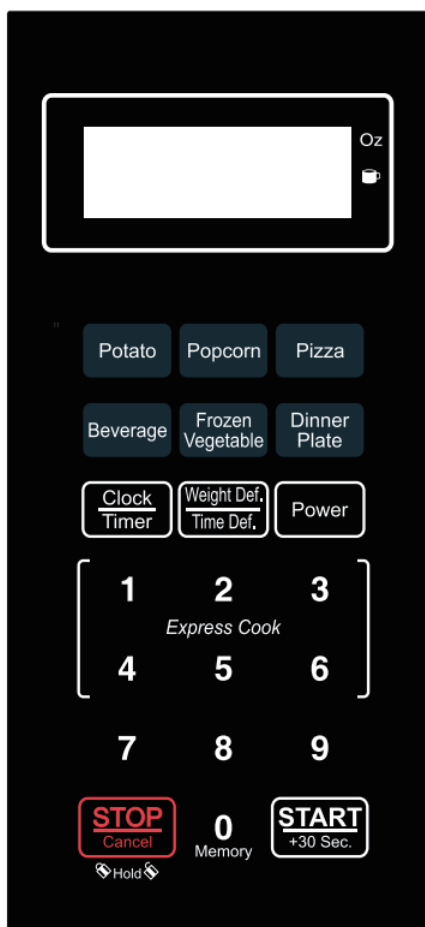 Oz
Potato Popcorn Pizza
Beverage Frozen Vegetable Dinner Plate
Clock Timer Weight Def. Time Def. Power
1 2 3
Express Cook
4 5 6
7 8 9
STOP Cancel 0 Memory START +30 Sec.
Hold